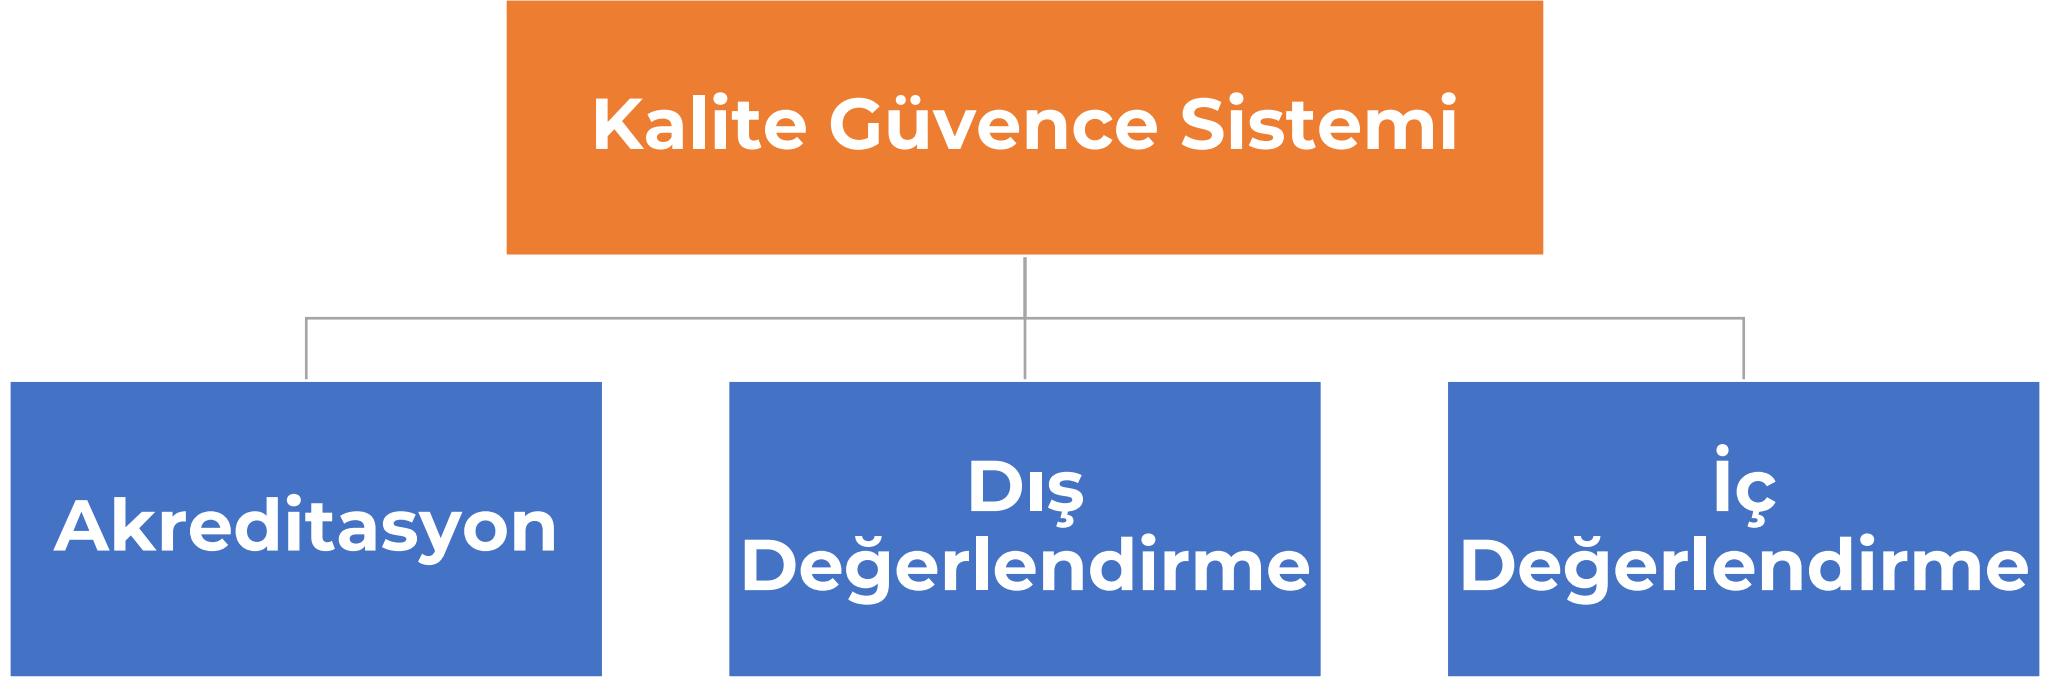 Kalite Güvence Sistemi
Akreditasyon
Dış
Değerlendirme
İç
Değerlendirme